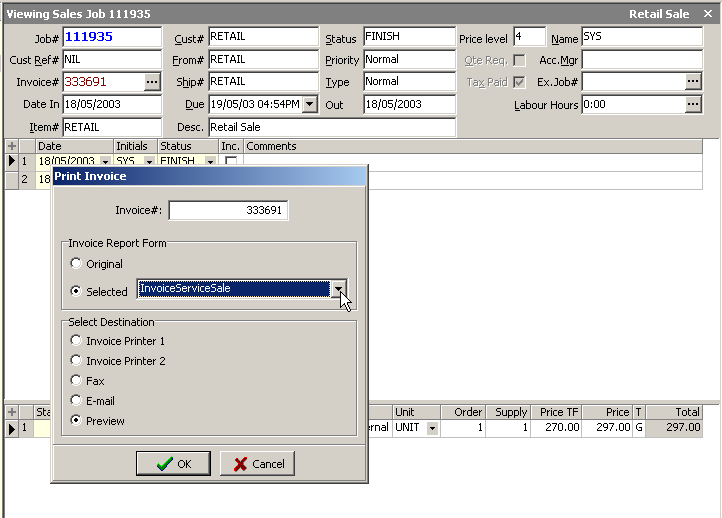 Viewing Sales Job 111935 Retail Sale
Job# 111935 Cust# RETAIL Status FINISH Price level 4 Name SYS
Cust Ref# NIL From# RETAIL Priority Normal Qte Req. Acc.Mgr
Invoice# 333691 ... Ship# RETAIL Type Normal Tax Paid Ex.Job# ...
Date In 18/05/2003 Due 19/05/03 04:54PM Out 18/05/2003 Labour Hours 0:00 ...
Item# RETAIL Desc. Retail Sale
+ Date Initials Status Inc. Comments
1 18/05/2003 SYS FINISH
2 18
Print Invoice
Invoice#: 333691
Invoice Report Form
Original
Selected InvoiceServiceSale
Select Destination
Invoice Printer 1
Invoice Printer 2
Fax
E-mail
Preview
OK Cancel
+ Sta Unit Order Supply Price TF Price T Total
1 rnal UNIT 1 1 270.00 297.00 G 297.00